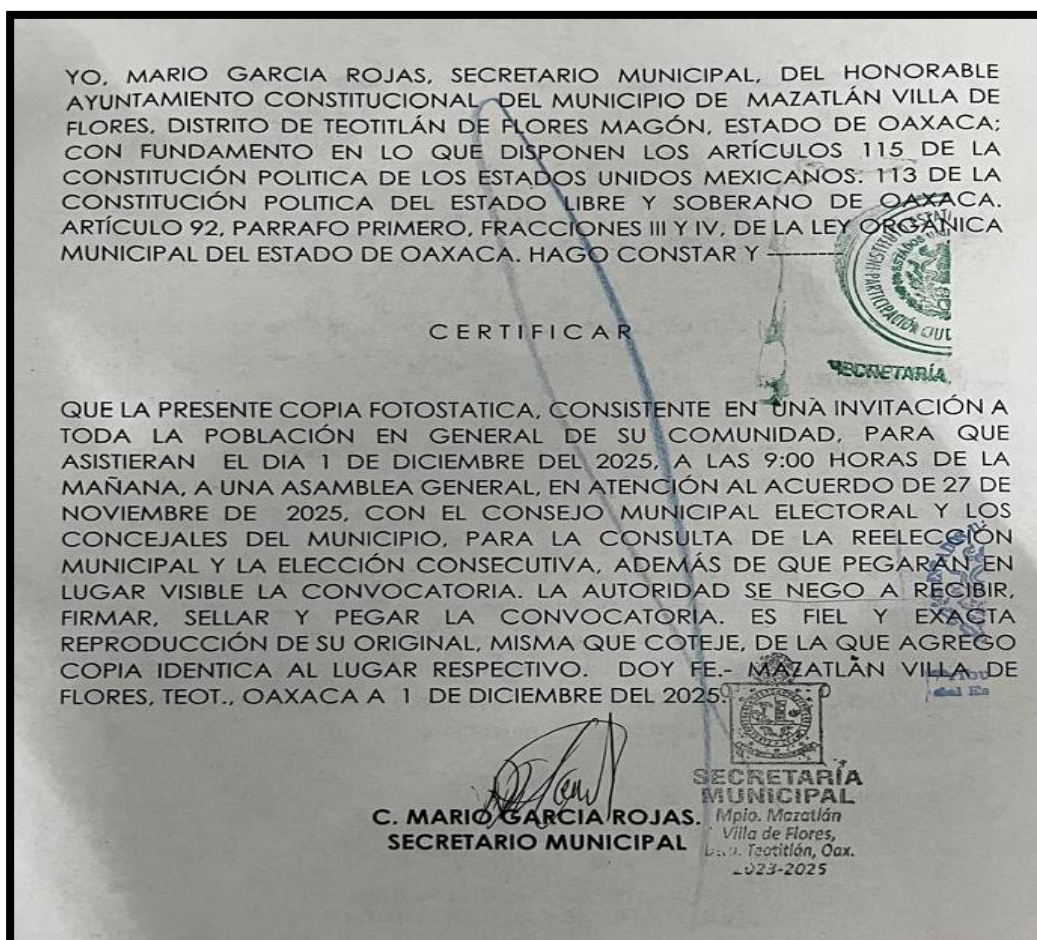 YO, MARIO GARCIA ROJAS, SECRETARIO MUNICIPAL, DEL HONORABLE
AYUNTAMIENTO CONSTITUCIONAL DEL MUNICIPIO DE MAZATLÁN VILLA DE
FLORES, DISTRITO DE TEOTITLÁN DE FLORES MAGÓN, ESTADO DE OAXACA;
CON FUNDAMENTO EN LO QUE DISPONEN LOS ARTÍCULOS 115 DE LA
CONSTITUCIÓN POLITICA DE LOS ESTADOS UNIDOS MEXICANOS. 113 DE LA
CONSTITUCIÓN POLITICA DEL ESTADO LIBRE Y SOBERANO DE OAXACA.
ARTÍCULO 92, PARRAFO PRIMERO, FRACCIONES III Y IV, DE LA LEY ORGÁNICA
MUNICIPAL DEL ESTADO DE OAXACA. HAGO CONSTAR Y ---------
SECRETARÍA
C E R T I F I C A R
QUE LA PRESENTE COPIA FOTOSTATICA, CONSISTENTE EN UNA INVITACIÓN A
TODA LA POBLACIÓN EN GENERAL DE SU COMUNIDAD, PARA QUE
ASISTIERAN EL DIA 1 DE DICIEMBRE DEL 2025, A LAS 9:00 HORAS DE LA
MAÑANA, A UNA ASAMBLEA GENERAL, EN ATENCIÓN AL ACUERDO DE 27 DE
NOVIEMBRE DE 2025, CON EL CONSEJO MUNICIPAL ELECTORAL Y LOS
CONCEJALES DEL MUNICIPIO, PARA LA CONSULTA DE LA REELECCIÓN
MUNICIPAL Y LA ELECCIÓN CONSECUTIVA, ADEMÁS DE QUE PEGARAN EN
LUGAR VISIBLE LA CONVOCATORIA. LA AUTORIDAD SE NEGO A RECIBIR,
FIRMAR, SELLAR Y PEGAR LA CONVOCATORIA. ES FIEL Y EXACTA
REPRODUCCIÓN DE SU ORIGINAL, MISMA QUE COTEJE, DE LA QUE AGREGO
COPIA IDENTICA AL LUGAR RESPECTIVO. DOY FE.- MAZATLÁN VILLA DE
FLORES, TEOT., OAXACA A 1 DE DICIEMBRE DEL 2025.
C. MARIO GARCIA ROJAS.
SECRETARIO MUNICIPAL
SECRETARÍA
MUNICIPAL
Mpio. Mazatlán
Villa de Flores,
Teotitlán, Oax.
2023-2025